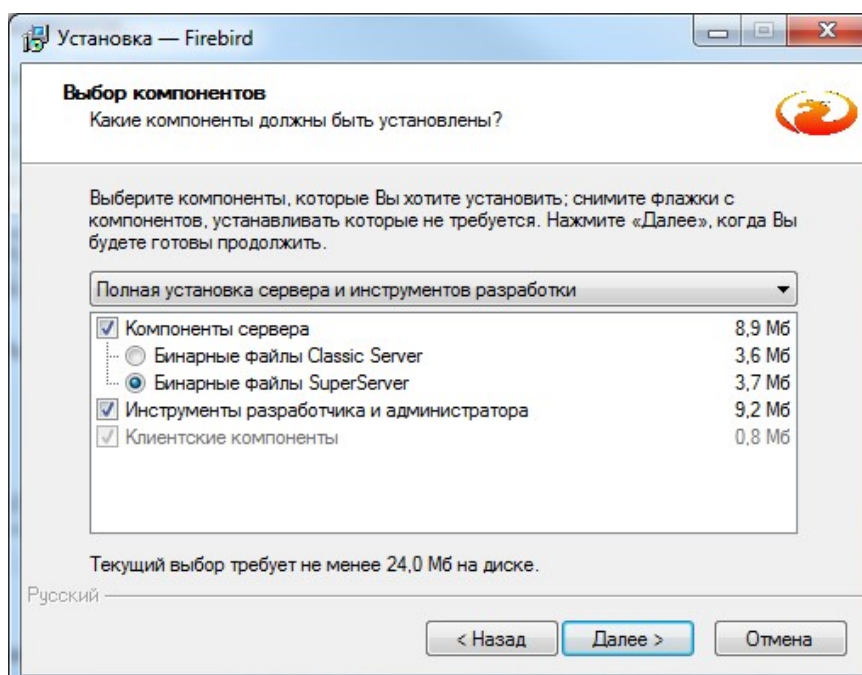 Установка — Firebird
Выбор компонентов
Какие компоненты должны быть установлены?
Выберите компоненты, которые Вы хотите установить; снимите флажки с
компонентов, устанавливать которые не требуется. Нажмите «Далее», когда Вы
будете готовы продолжить.
Полная установка сервера и инструментов разработки
Компоненты сервера 8,9 Мб
Бинарные файлы Classic Server 3,6 Мб
Бинарные файлы SuperServer 3,7 Мб
Инструменты разработчика и администратора 9,2 Мб
Клиентские компоненты 0,8 Мб
Текущий выбор требует не менее 24,0 Мб на диске.
Русский
< Назад Далее > Отмена